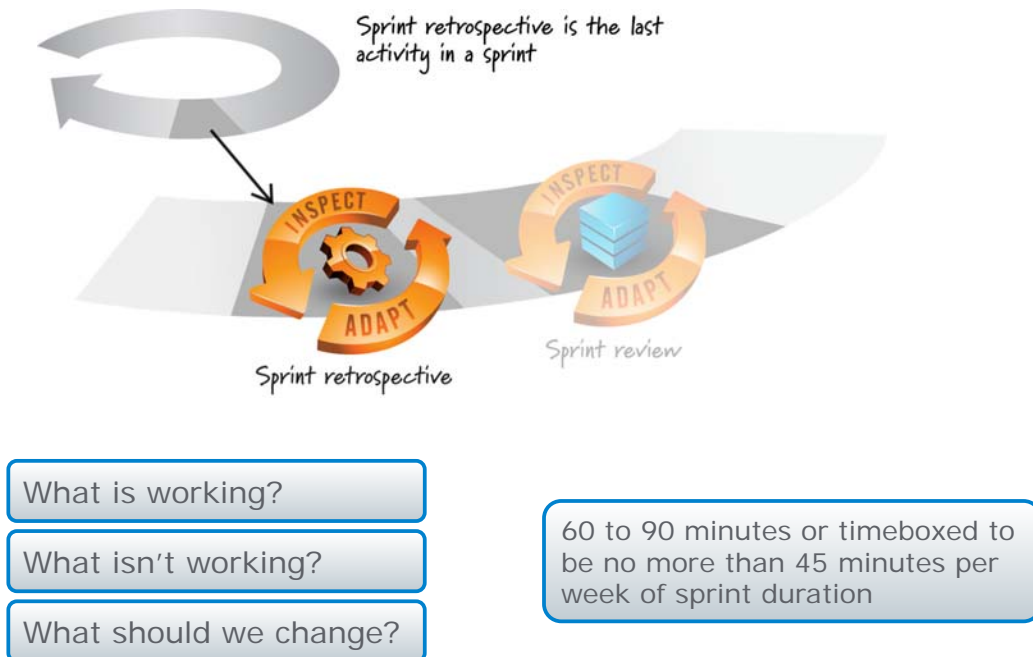 Sprint retrospective is the last
activity in a sprint
INSPECT
ADAPT
Sprint retrospective
INSPECT
ADAPT
Sprint review
What is working?
What isn't working?
What should we change?
60 to 90 minutes or timeboxed to
be no more than 45 minutes per
week of sprint duration